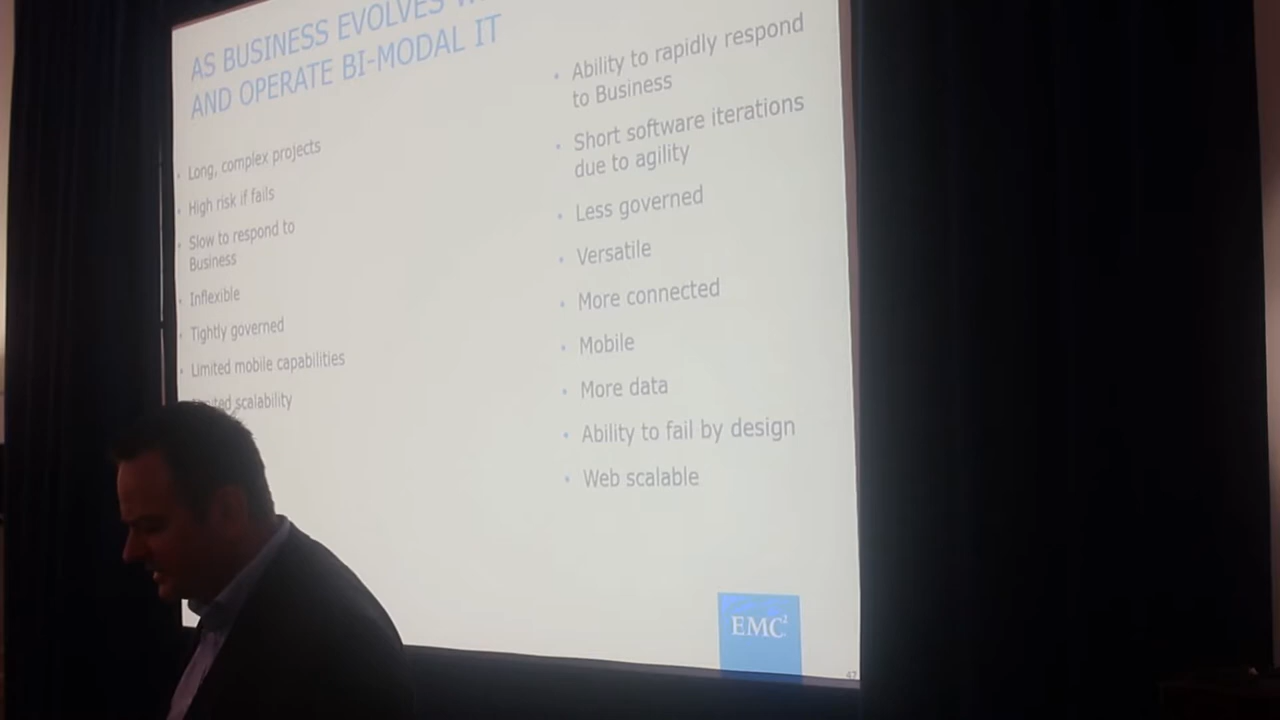 AS BUSINESS EVOLVES
AND OPERATE BI-MODAL IT
• Long, complex projects
• High risk if fails
• Slow to respond to
Business
• Inflexible
• Tightly governed
• Limited mobile capabilities
scalability
• Ability to rapidly respond
to Business
• Short software iterations
due to agility
• Less governed
• Versatile
• More connected
• Mobile
• More data
• Ability to fail by design
• Web scalable
EMC²
47